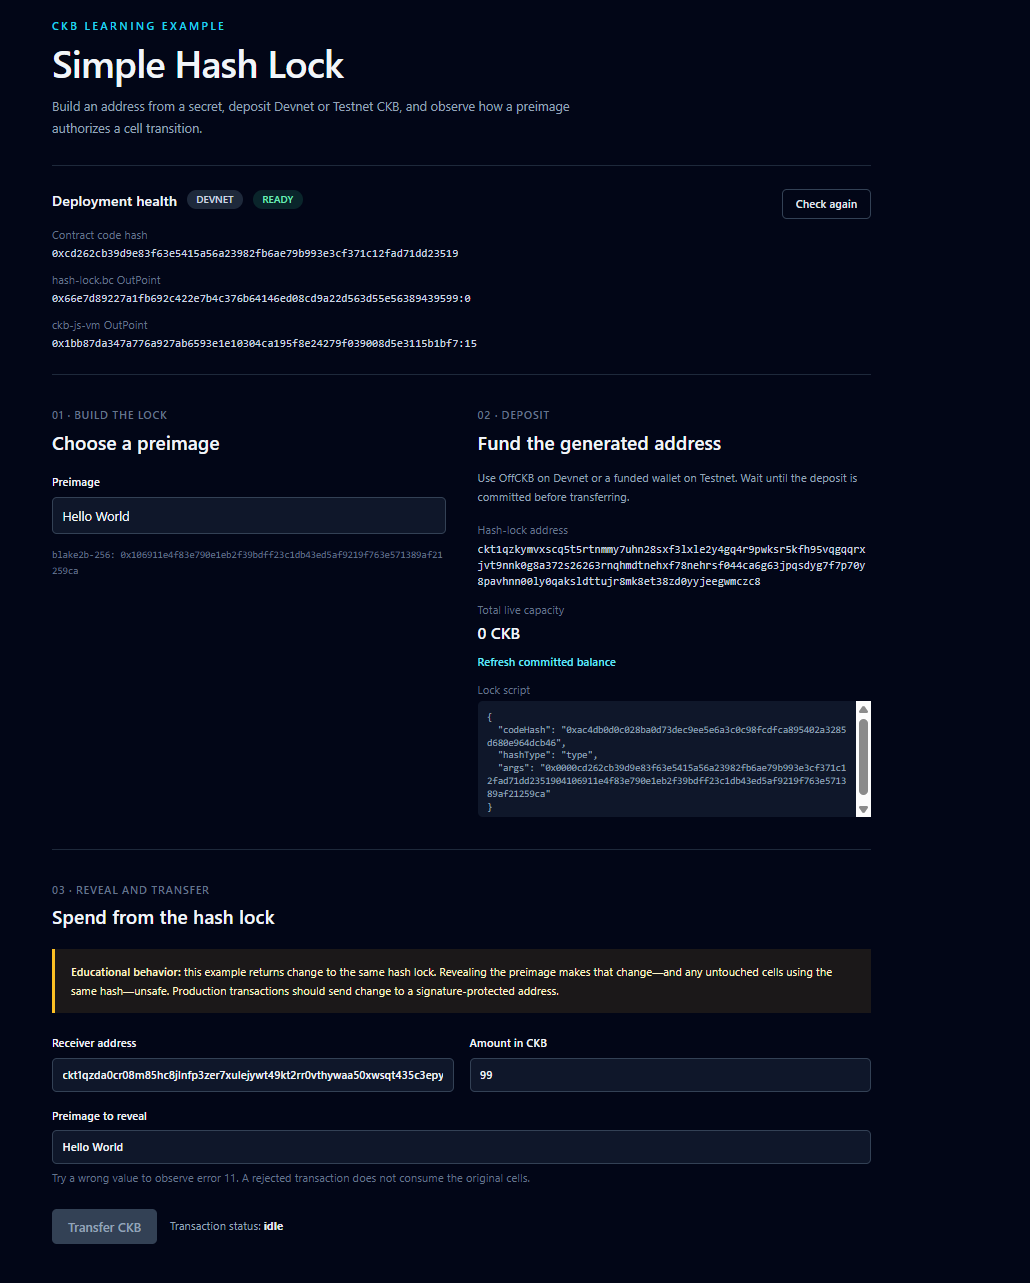 CKB LEARNING EXAMPLE
Simple Hash Lock
Build an address from a secret, deposit Devnet or Testnet CKB, and observe how a preimage
authorizes a cell transition.
Deployment health DEVNET READY Check again
Contract code hash
0xcd262cb39d9e83f63e5415a56a23982fb6ae79b993e3cf371c12fad71dd23519
hash-lock.bc OutPoint
0x66e7d89227a1fb692c422e7b4c376b64146ed08cd9a22d563d55e56389439599:0
ckb-js-vm OutPoint
0x1bb87da347a776a927ab6593e1e10304ca195f8e24279f039008d5e3115b1bf7:15
01 · BUILD THE LOCK
Choose a preimage
Preimage
Hello World
blake2b-256: 0x106911e4f83e790e1eb2f39bdff23c1db43ed5af9219f763e571389af21
259ca
02 · DEPOSIT
Fund the generated address
Use OffCKB on Devnet or a funded wallet on Testnet. Wait until the deposit is
committed before transferring.
Hash-lock address
ckt1qzkymvxscq5t5rtnmmy7uhn28sxf3lxle2y4gq4r9pwksr5kfh95vqgqqrx
jvt9nnk0g8a372s26263rnqhmdtnehxf78nehrsf044ca6g63jpqsdyg7f7p70y
8pavhnn00ly0qaksldttujr8mk8et38zd0yyjeegwmczc8
Total live capacity
0 CKB
Refresh committed balance
Lock script
{
"codeHash": "0xac4db0d0c028ba0d73dec9ee5e6a3c0c98fcdfca895402a3285
d680e964dcb46",
"hashType": "type",
"args": "0x0000cd262cb39d9e83f63e5415a56a23982fb6ae79b993e3cf371c1
2fad71dd2351904106911e4f83e790e1eb2f39bdff23c1db43ed5af9219f763e5713
89af21259ca"
}
03 · REVEAL AND TRANSFER
Spend from the hash lock
Educational behavior: this example returns change to the same hash lock. Revealing the preimage makes that change—and any untouched cells using the
same hash—unsafe. Production transactions should send change to a signature-protected address.
Receiver address
ckt1qzda0cr08m85hc8jlnfp3zer7xulejywt49kt2rr0vthywaa50xwsqt435c3epy
Amount in CKB
99
Preimage to reveal
Hello World
Try a wrong value to observe error 11. A rejected transaction does not consume the original cells.
Transfer CKB Transaction status: idle